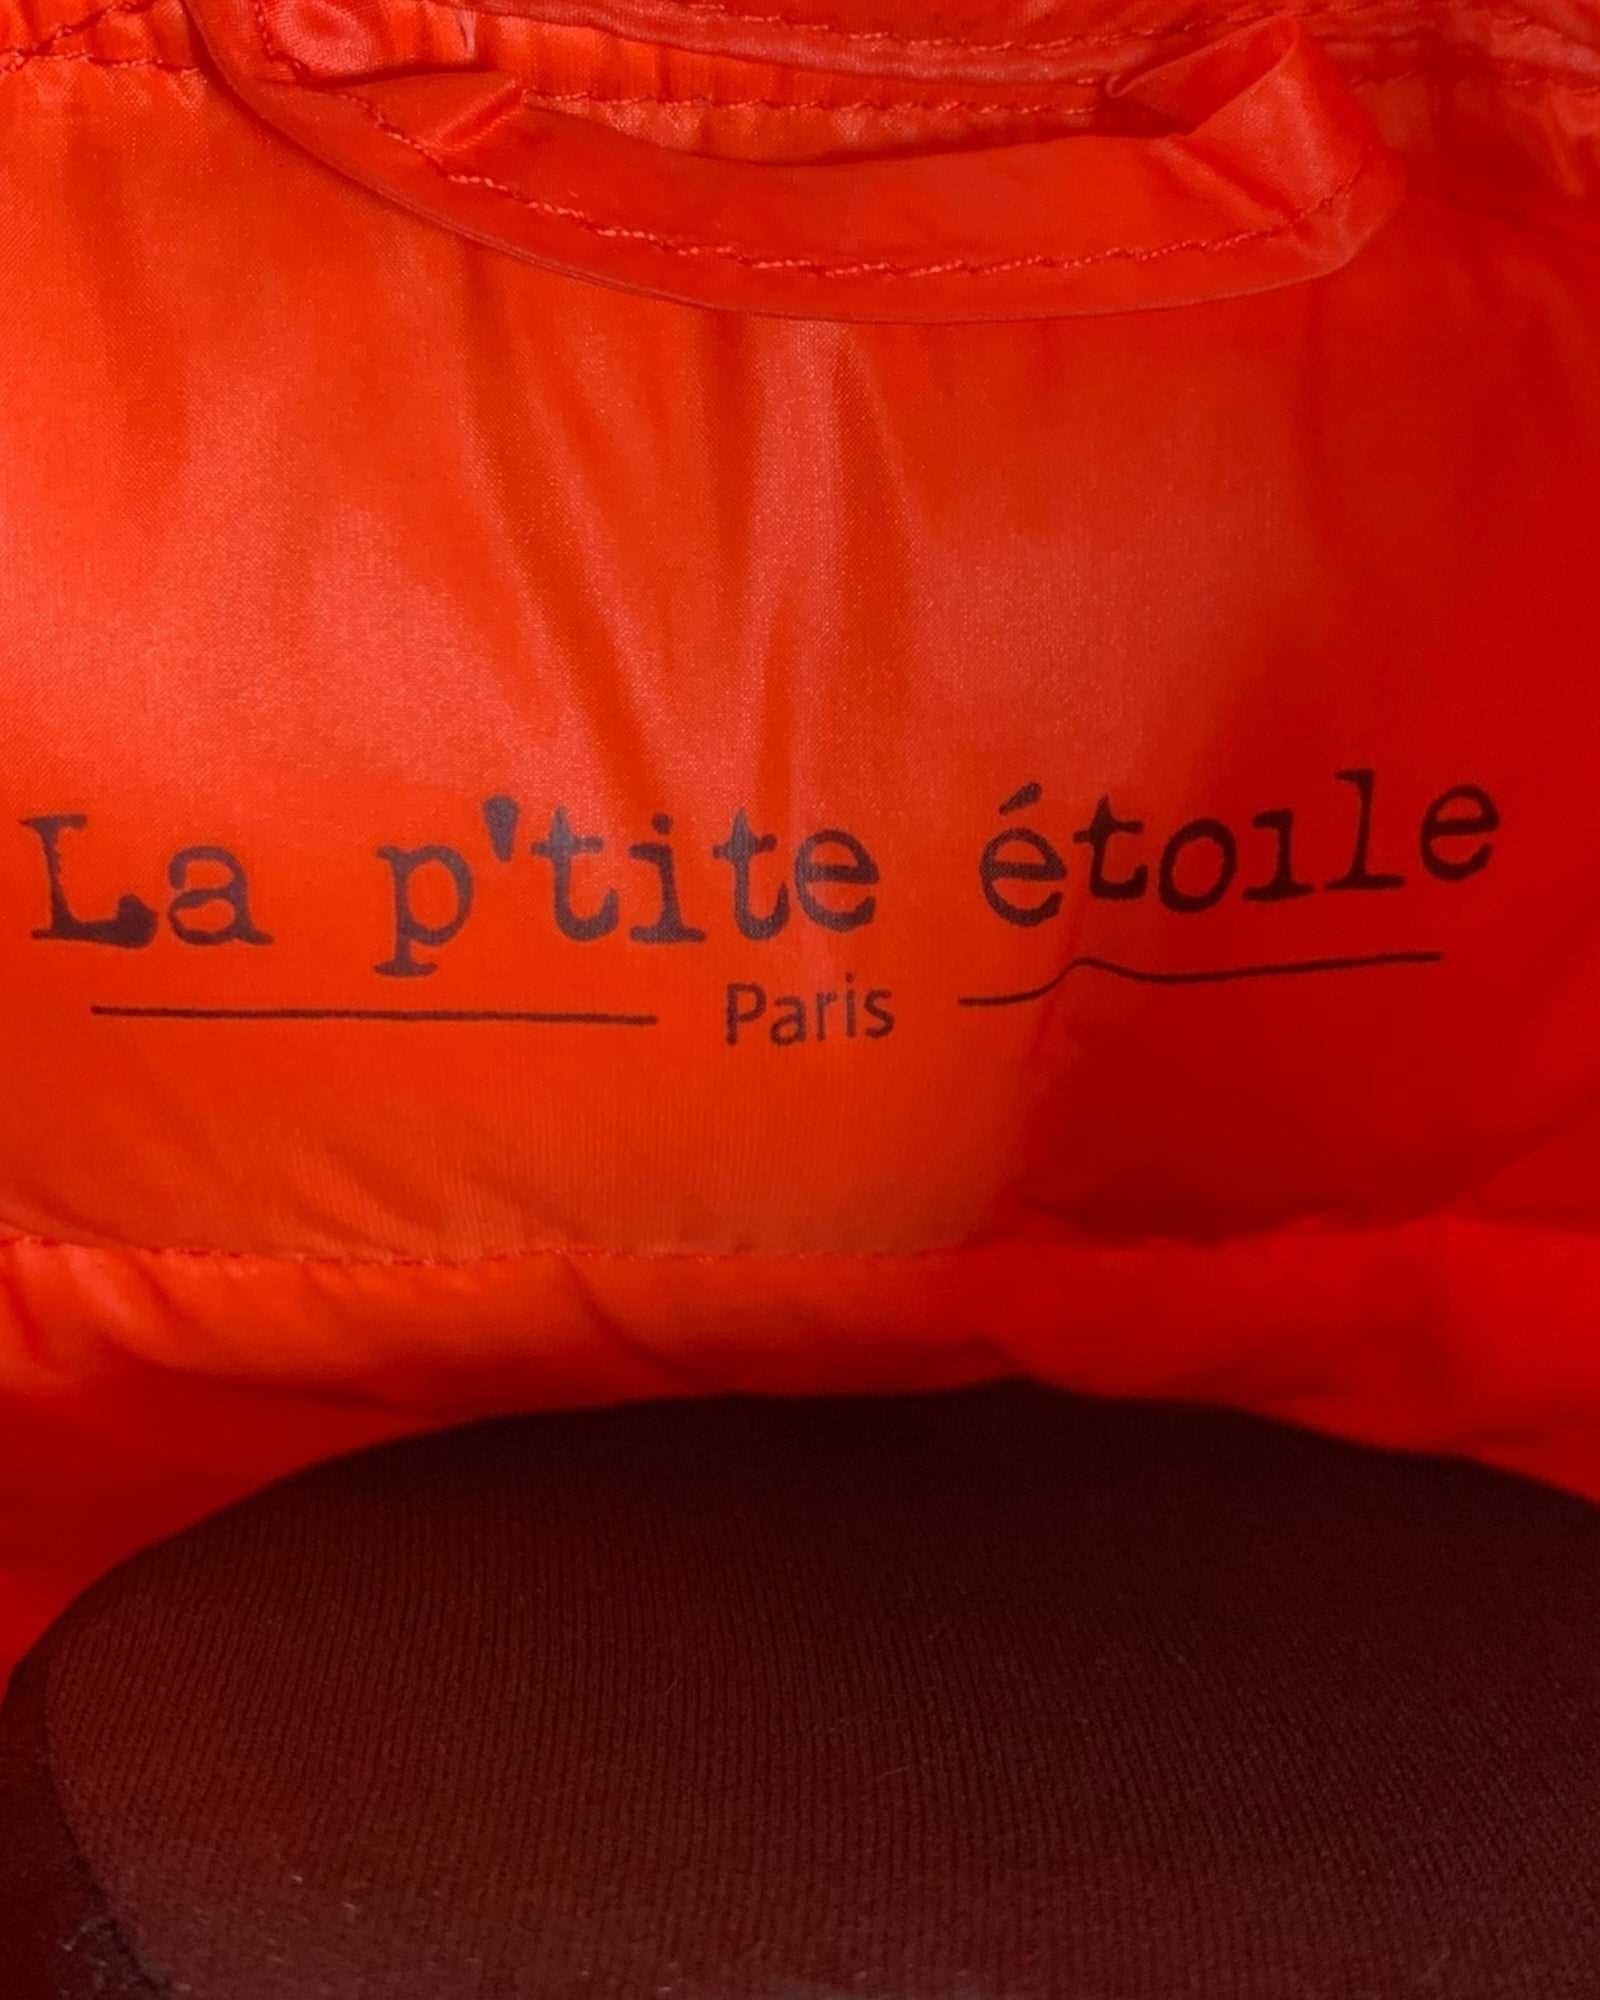 La p'tite étoile
Paris